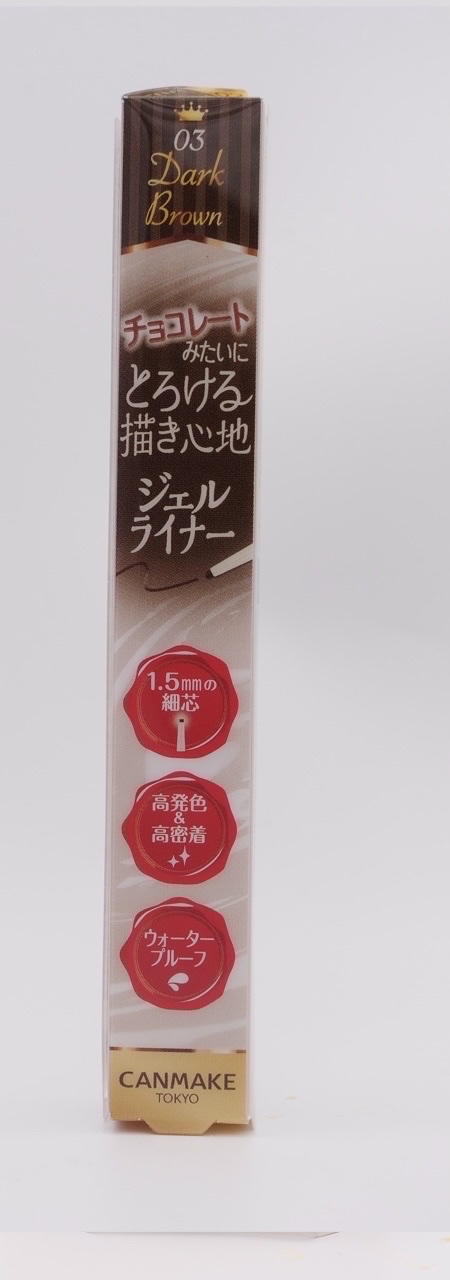 03
Dark
Brown
チョコレート
みたいに
とろける
描き心地
ジェル
ライナー
1.5mmの
細芯
高発色
&
高密着
ウォーター
プルーフ
CANMAKE
TOKYO